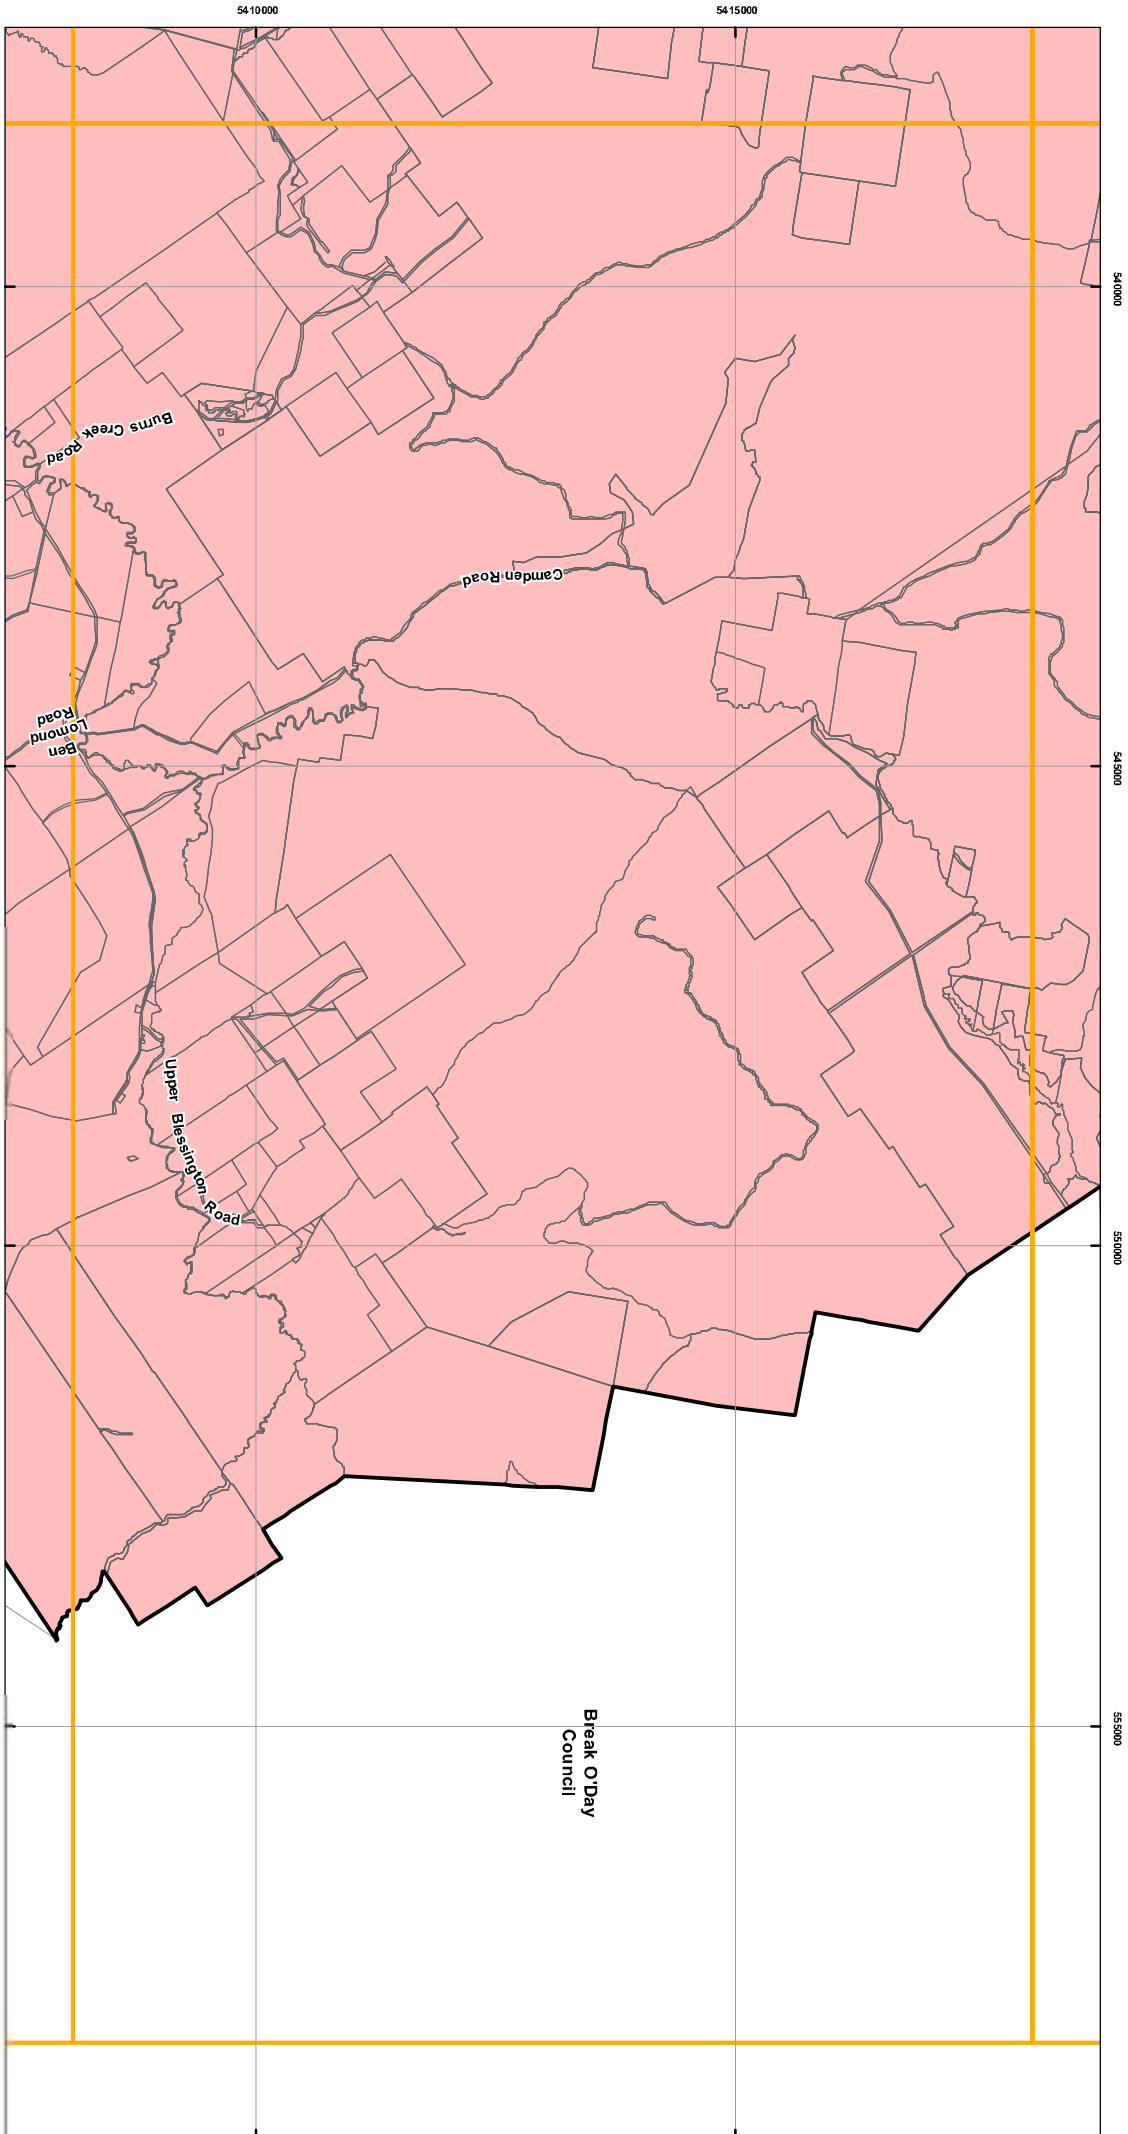 5410000
5415000
540000
545000
550000
555000
Burns Creek Road
Camden Road
Ben
Lomond
Road
Upper Blessington Road
Break O'Day
Council